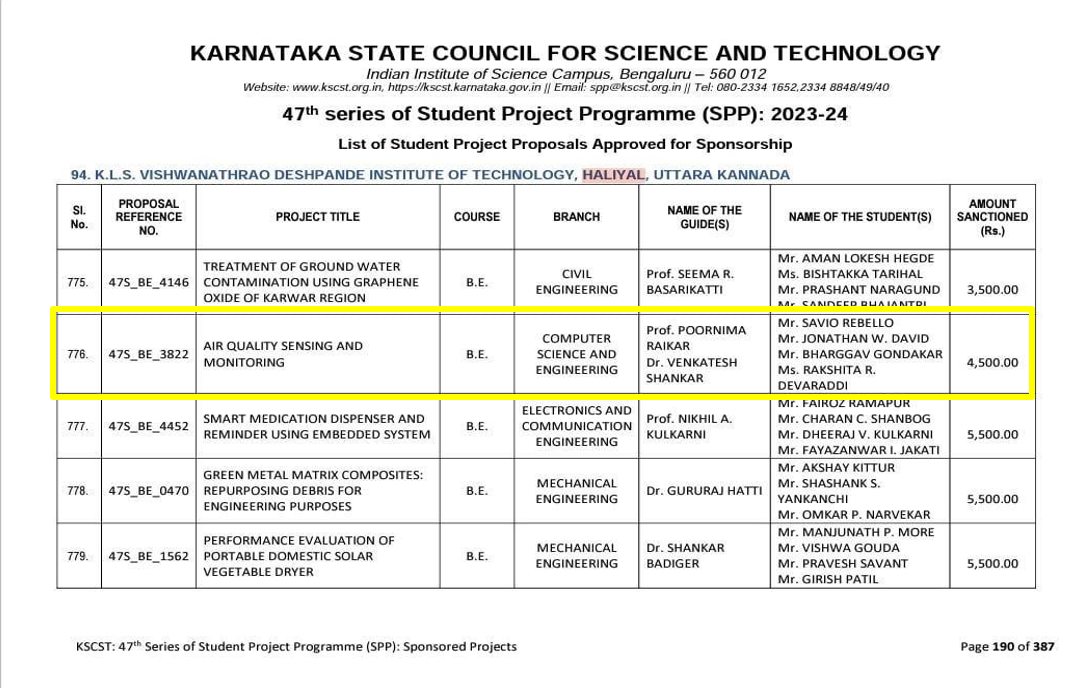 KARNATAKA STATE COUNCIL FOR SCIENCE AND TECHNOLOGY
Indian Institute of Science Campus, Bengaluru – 560 012
Website: www.kscst.org.in, https://kscst.karnataka.gov.in || Email: spp@kscst.org.in || Tel: 080-2334 1652,2334 8848/49/40
47th series of Student Project Programme (SPP): 2023-24
List of Student Project Proposals Approved for Sponsorship
94. K.L.S. VISHWANATHRAO DESHPANDE INSTITUTE OF TECHNOLOGY, HALIYAL, UTTARA KANNADA
Sl.
No.
PROPOSAL
REFERENCE
NO.
PROJECT TITLE
COURSE
BRANCH
NAME OF THE
GUIDE(S)
NAME OF THE STUDENT(S)
AMOUNT
SANCTIONED
(Rs.)
775.
47S_BE_4146
TREATMENT OF GROUND WATER
CONTAMINATION USING GRAPHENE
OXIDE OF KARWAR REGION
B.E.
CIVIL
ENGINEERING
Prof. SEEMA R.
BASARIKATTI
Mr. AMAN LOKESH HEGDE
Ms. BISHTAKKA TARIHAL
Mr. PRASHANT NARAGUND
Mr. SANDEEP BHAJANTRI
3,500.00
776.
47S_BE_3822
AIR QUALITY SENSING AND
MONITORING
B.E.
COMPUTER
SCIENCE AND
ENGINEERING
Prof. POORNIMA
RAIKAR
Dr. VENKATESH
SHANKAR
Mr. SAVIO REBELLO
Mr. JONATHAN W. DAVID
Mr. BHARGGAV GONDAKAR
Ms. RAKSHITA R.
DEVARADDI
4,500.00
777.
47S_BE_4452
SMART MEDICATION DISPENSER AND
REMINDER USING EMBEDDED SYSTEM
B.E.
ELECTRONICS AND
COMMUNICATION
ENGINEERING
Prof. NIKHIL A.
KULKARNI
Mr. FAIROZ RAMAPUR
Mr. CHARAN C. SHANBOG
Mr. DHEERAJ V. KULKARNI
Mr. FAYAZANWAR I. JAKATI
5,500.00
778.
47S_BE_0470
GREEN METAL MATRIX COMPOSITES:
REPURPOSING DEBRIS FOR
ENGINEERING PURPOSES
B.E.
MECHANICAL
ENGINEERING
Dr. GURURAJ HATTI
Mr. AKSHAY KITTUR
Mr. SHASHANK S.
YANKANCHI
Mr. OMKAR P. NARVEKAR
5,500.00
779.
47S_BE_1562
PERFORMANCE EVALUATION OF
PORTABLE DOMESTIC SOLAR
VEGETABLE DRYER
B.E.
MECHANICAL
ENGINEERING
Dr. SHANKAR
BADIGER
Mr. MANJUNATH P. MORE
Mr. VISHWA GOUDA
Mr. PRAVESH SAVANT
Mr. GIRISH PATIL
5,500.00
KSCST: 47th Series of Student Project Programme (SPP): Sponsored Projects
Page 190 of 387